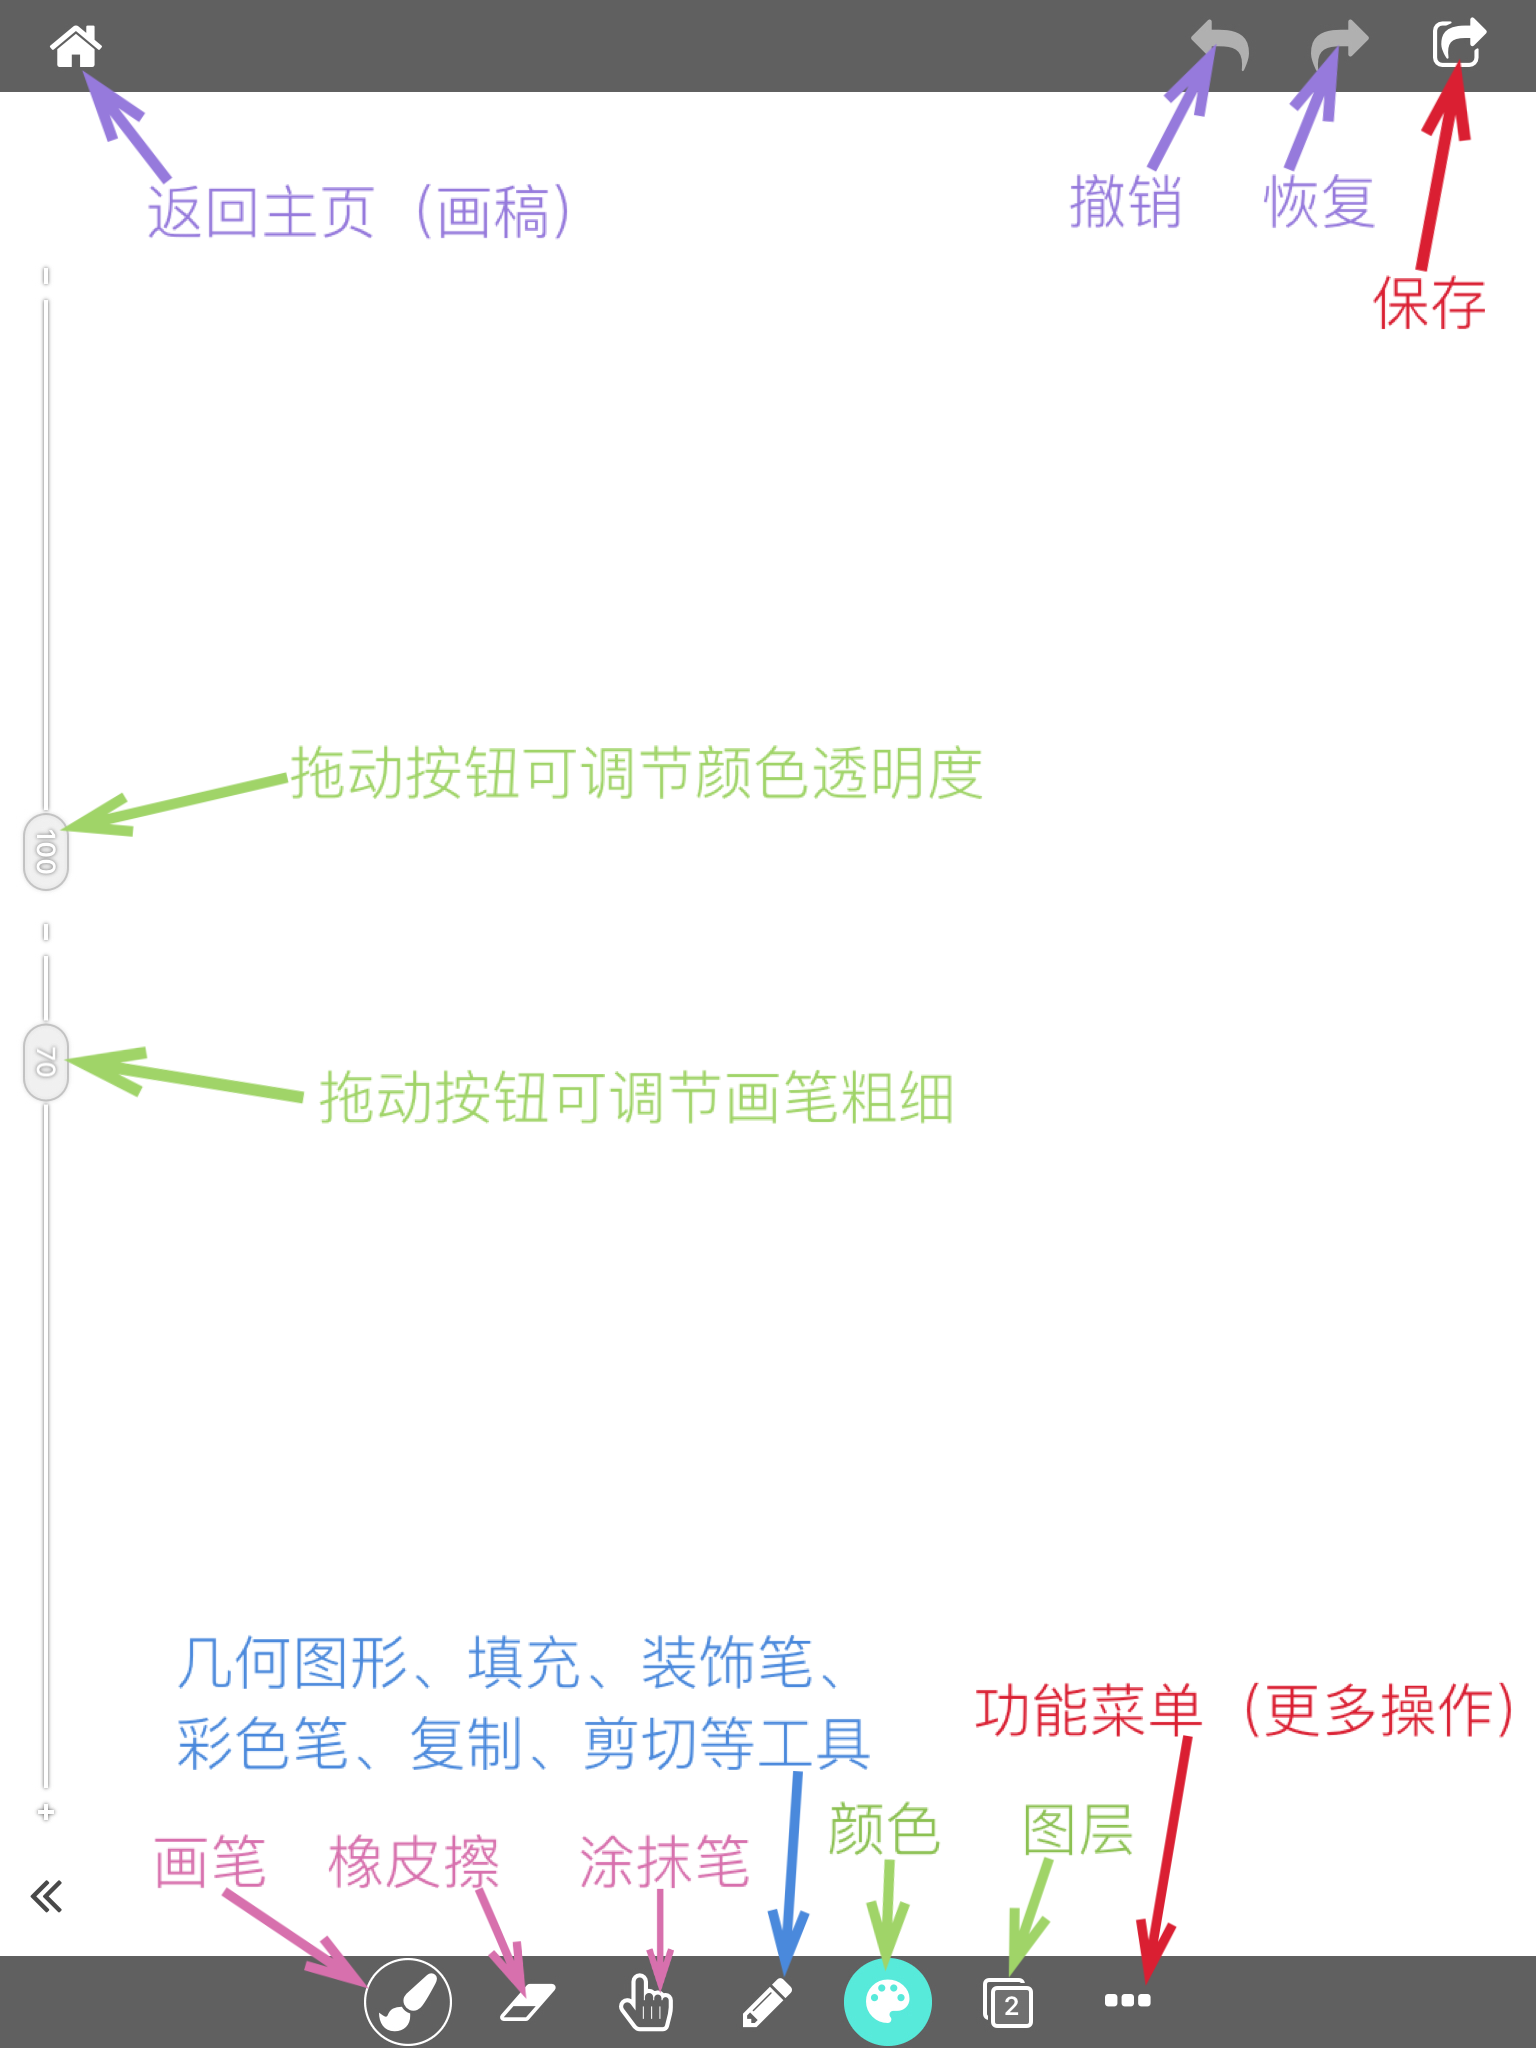 返回主页（画稿）
撤销
恢复
保存
拖动按钮可调节颜色透明度
100
70
拖动按钮可调节画笔粗细
几何图形、填充、装饰笔、
彩色笔、复制、剪切等工具
功能菜单（更多操作）
颜色
图层
画笔
橡皮擦
涂抹笔
2